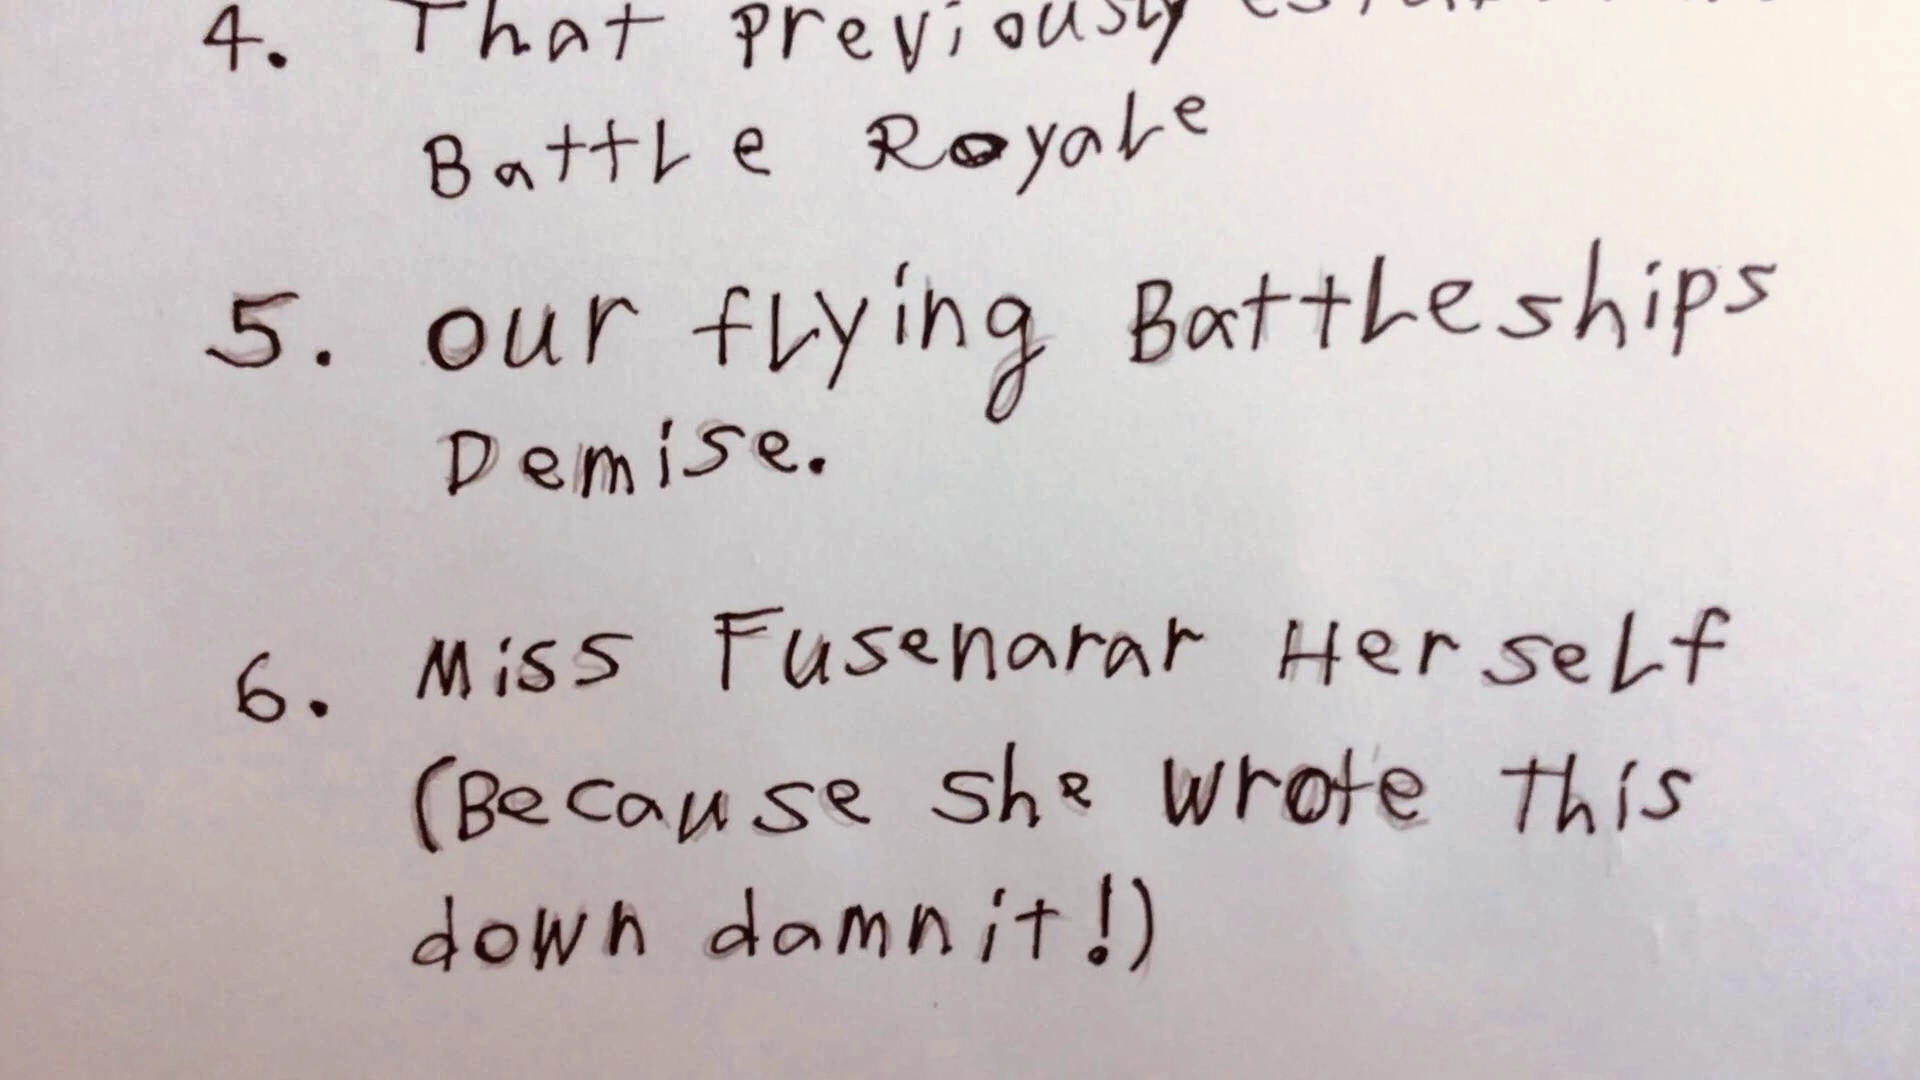 4. That previously
Battle Royale
5. our flying Battleships
Demise.
6. Miss Fusenarar Herself
(Because she wrote this
down damnit!)